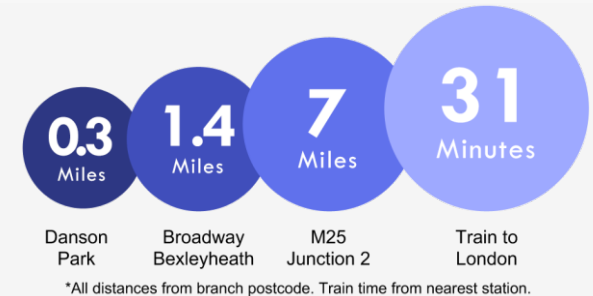 0.3
Miles
1.4
Miles
7
Miles
31
Minutes
Danson
Park
Broadway
Bexleyheath
M25
Junction 2
Train to
London
*All distances from branch postcode. Train time from nearest station.